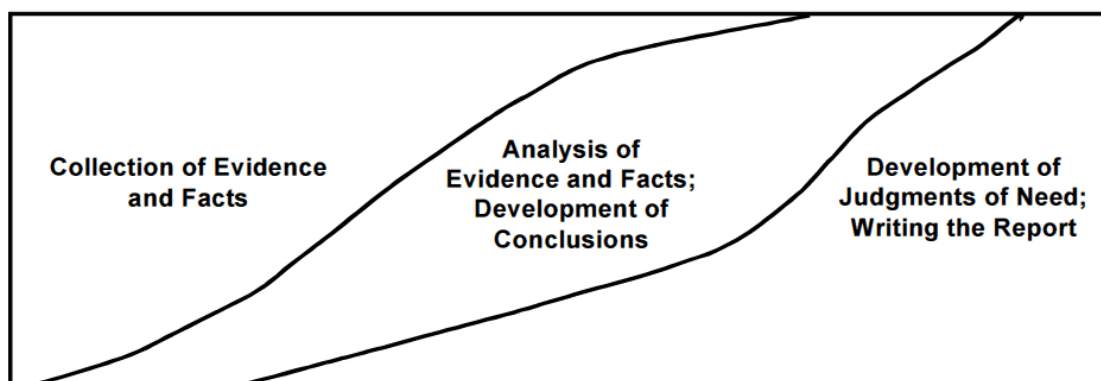 Collection of Evidence
and Facts
Analysis of
Evidence and Facts;
Development of
Conclusions
Development of
Judgments of Need;
Writing the Report